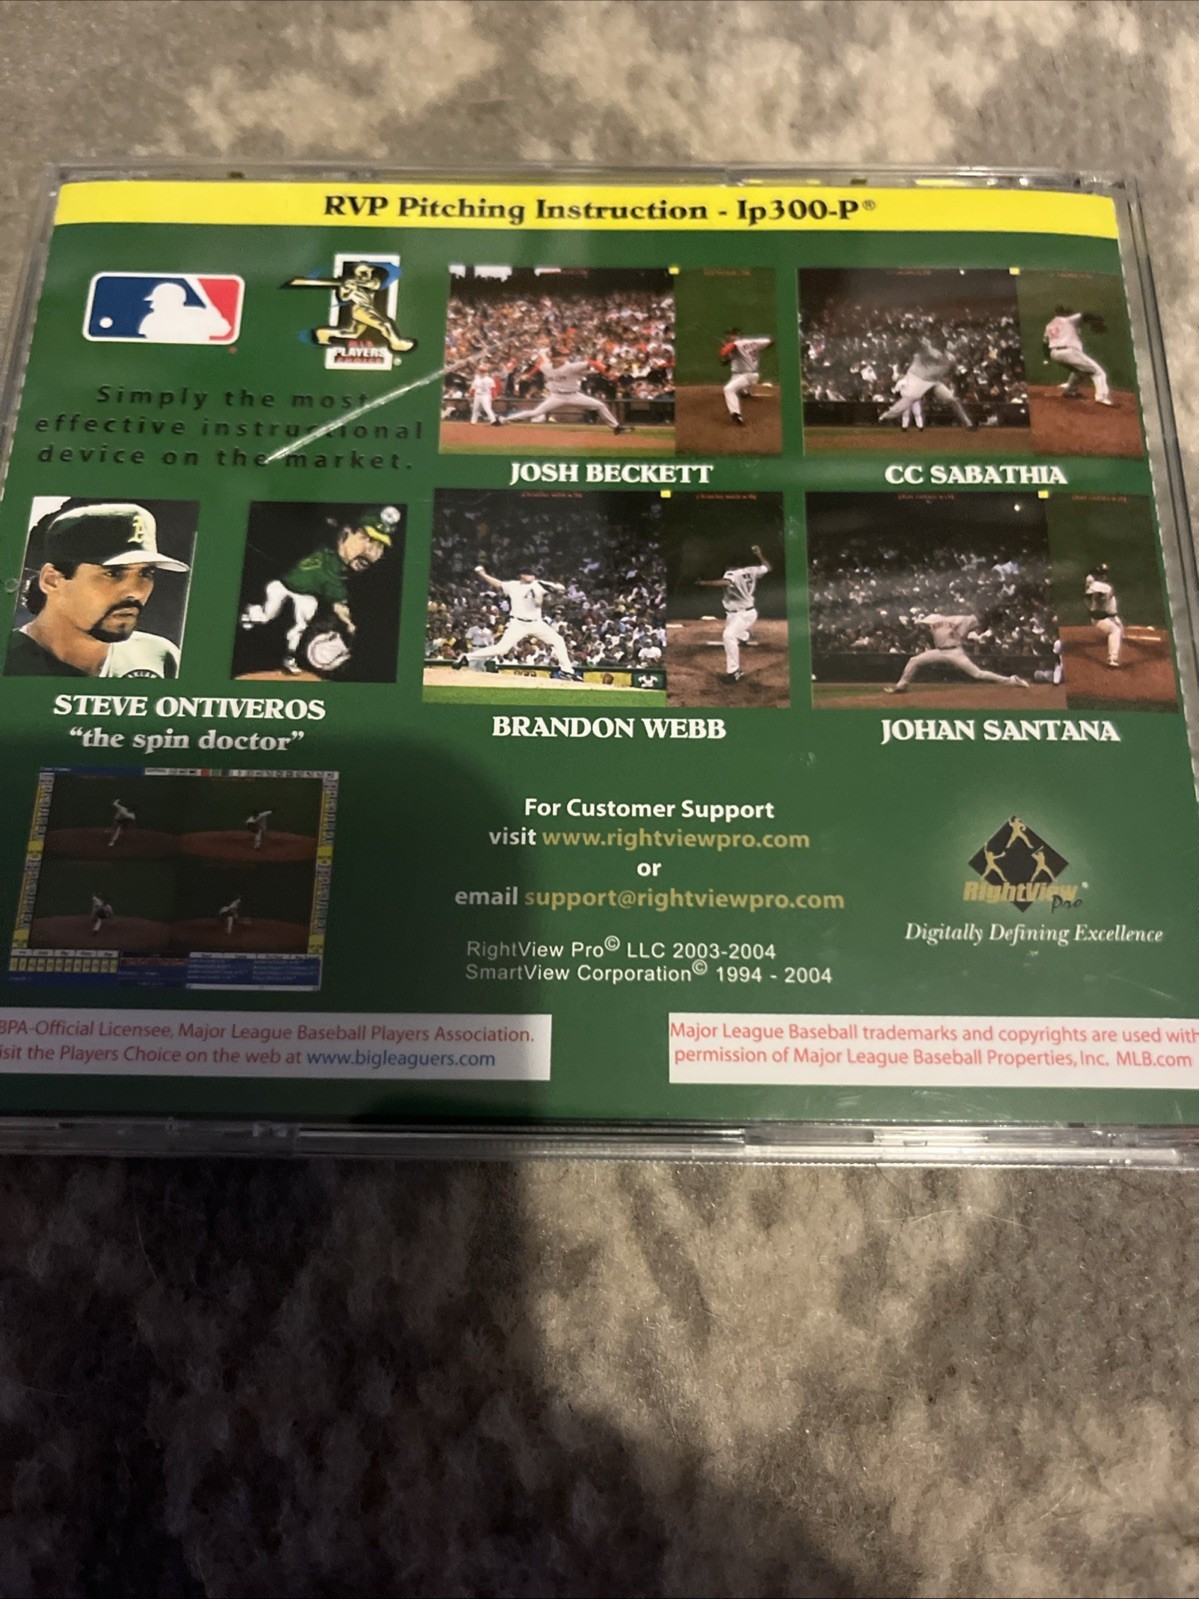 RVP Pitching Instruction - Ip300-P®
PLAYERS
Simply the most
effective instructional
device on the market.
JOSH BECKETT
CC SABATHIA
STEVE ONTIVEROS
"the spin doctor"
BRANDON WEBB
JOHAN SANTANA
For Customer Support
visit www.rightviewpro.com
or
email support@rightviewpro.com
RightView Pro© LLC 2003-2004
SmartView Corporation© 1994 - 2004
RightView
Pro
Digitally Defining Excellence
BPA-Official Licensee, Major League Baseball Players Association.
isit the Players Choice on the web at www.bigleaguers.com
Major League Baseball trademarks and copyrights are used with
permission of Major League Baseball Properties, Inc. MLB.com